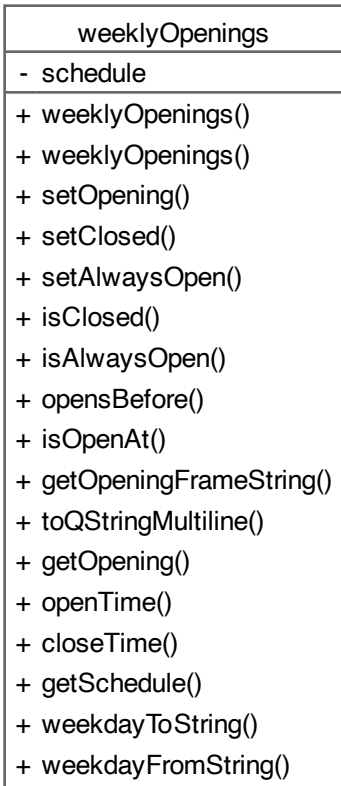 weeklyOpenings
- schedule
+ weeklyOpenings()
+ weeklyOpenings()
+ setOpening()
+ setClosed()
+ setAlwaysOpen()
+ isClosed()
+ isAlwaysOpen()
+ opensBefore()
+ isOpenAt()
+ getOpeningFrameString()
+ toQStringMultiline()
+ getOpening()
+ openTime()
+ closeTime()
+ getSchedule()
+ weekdayToString()
+ weekdayFromString()